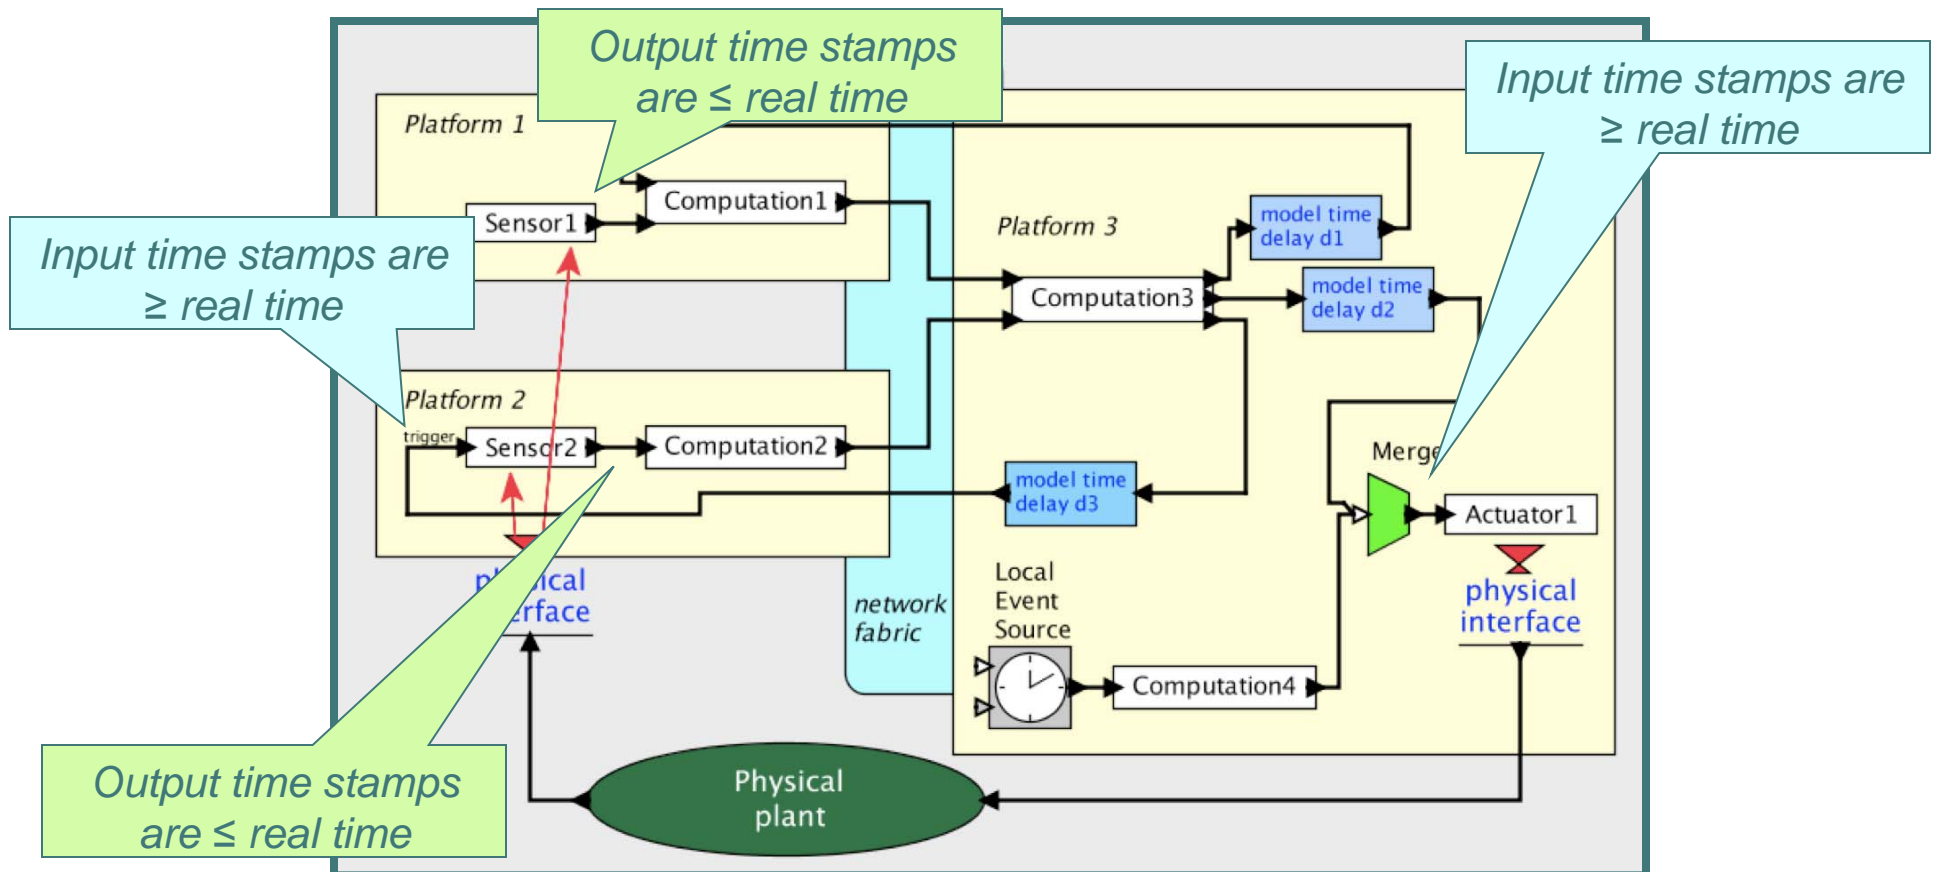 Output time stamps
are ≤ real time
Input time stamps are
≥ real time
Platform 1
Computation1
Sensor1
Input time stamps are
≥ real time
Platform 3
model time
delay d1
model time
delay d2
Computation3
Platform 2
trigger
Sensor2
Computation2
model time
delay d3
Merge
Actuator1
physical
interface
Local
Event
Source
network
fabric
Computation4
physical
interface
Output time stamps
are ≤ real time
Physical
plant